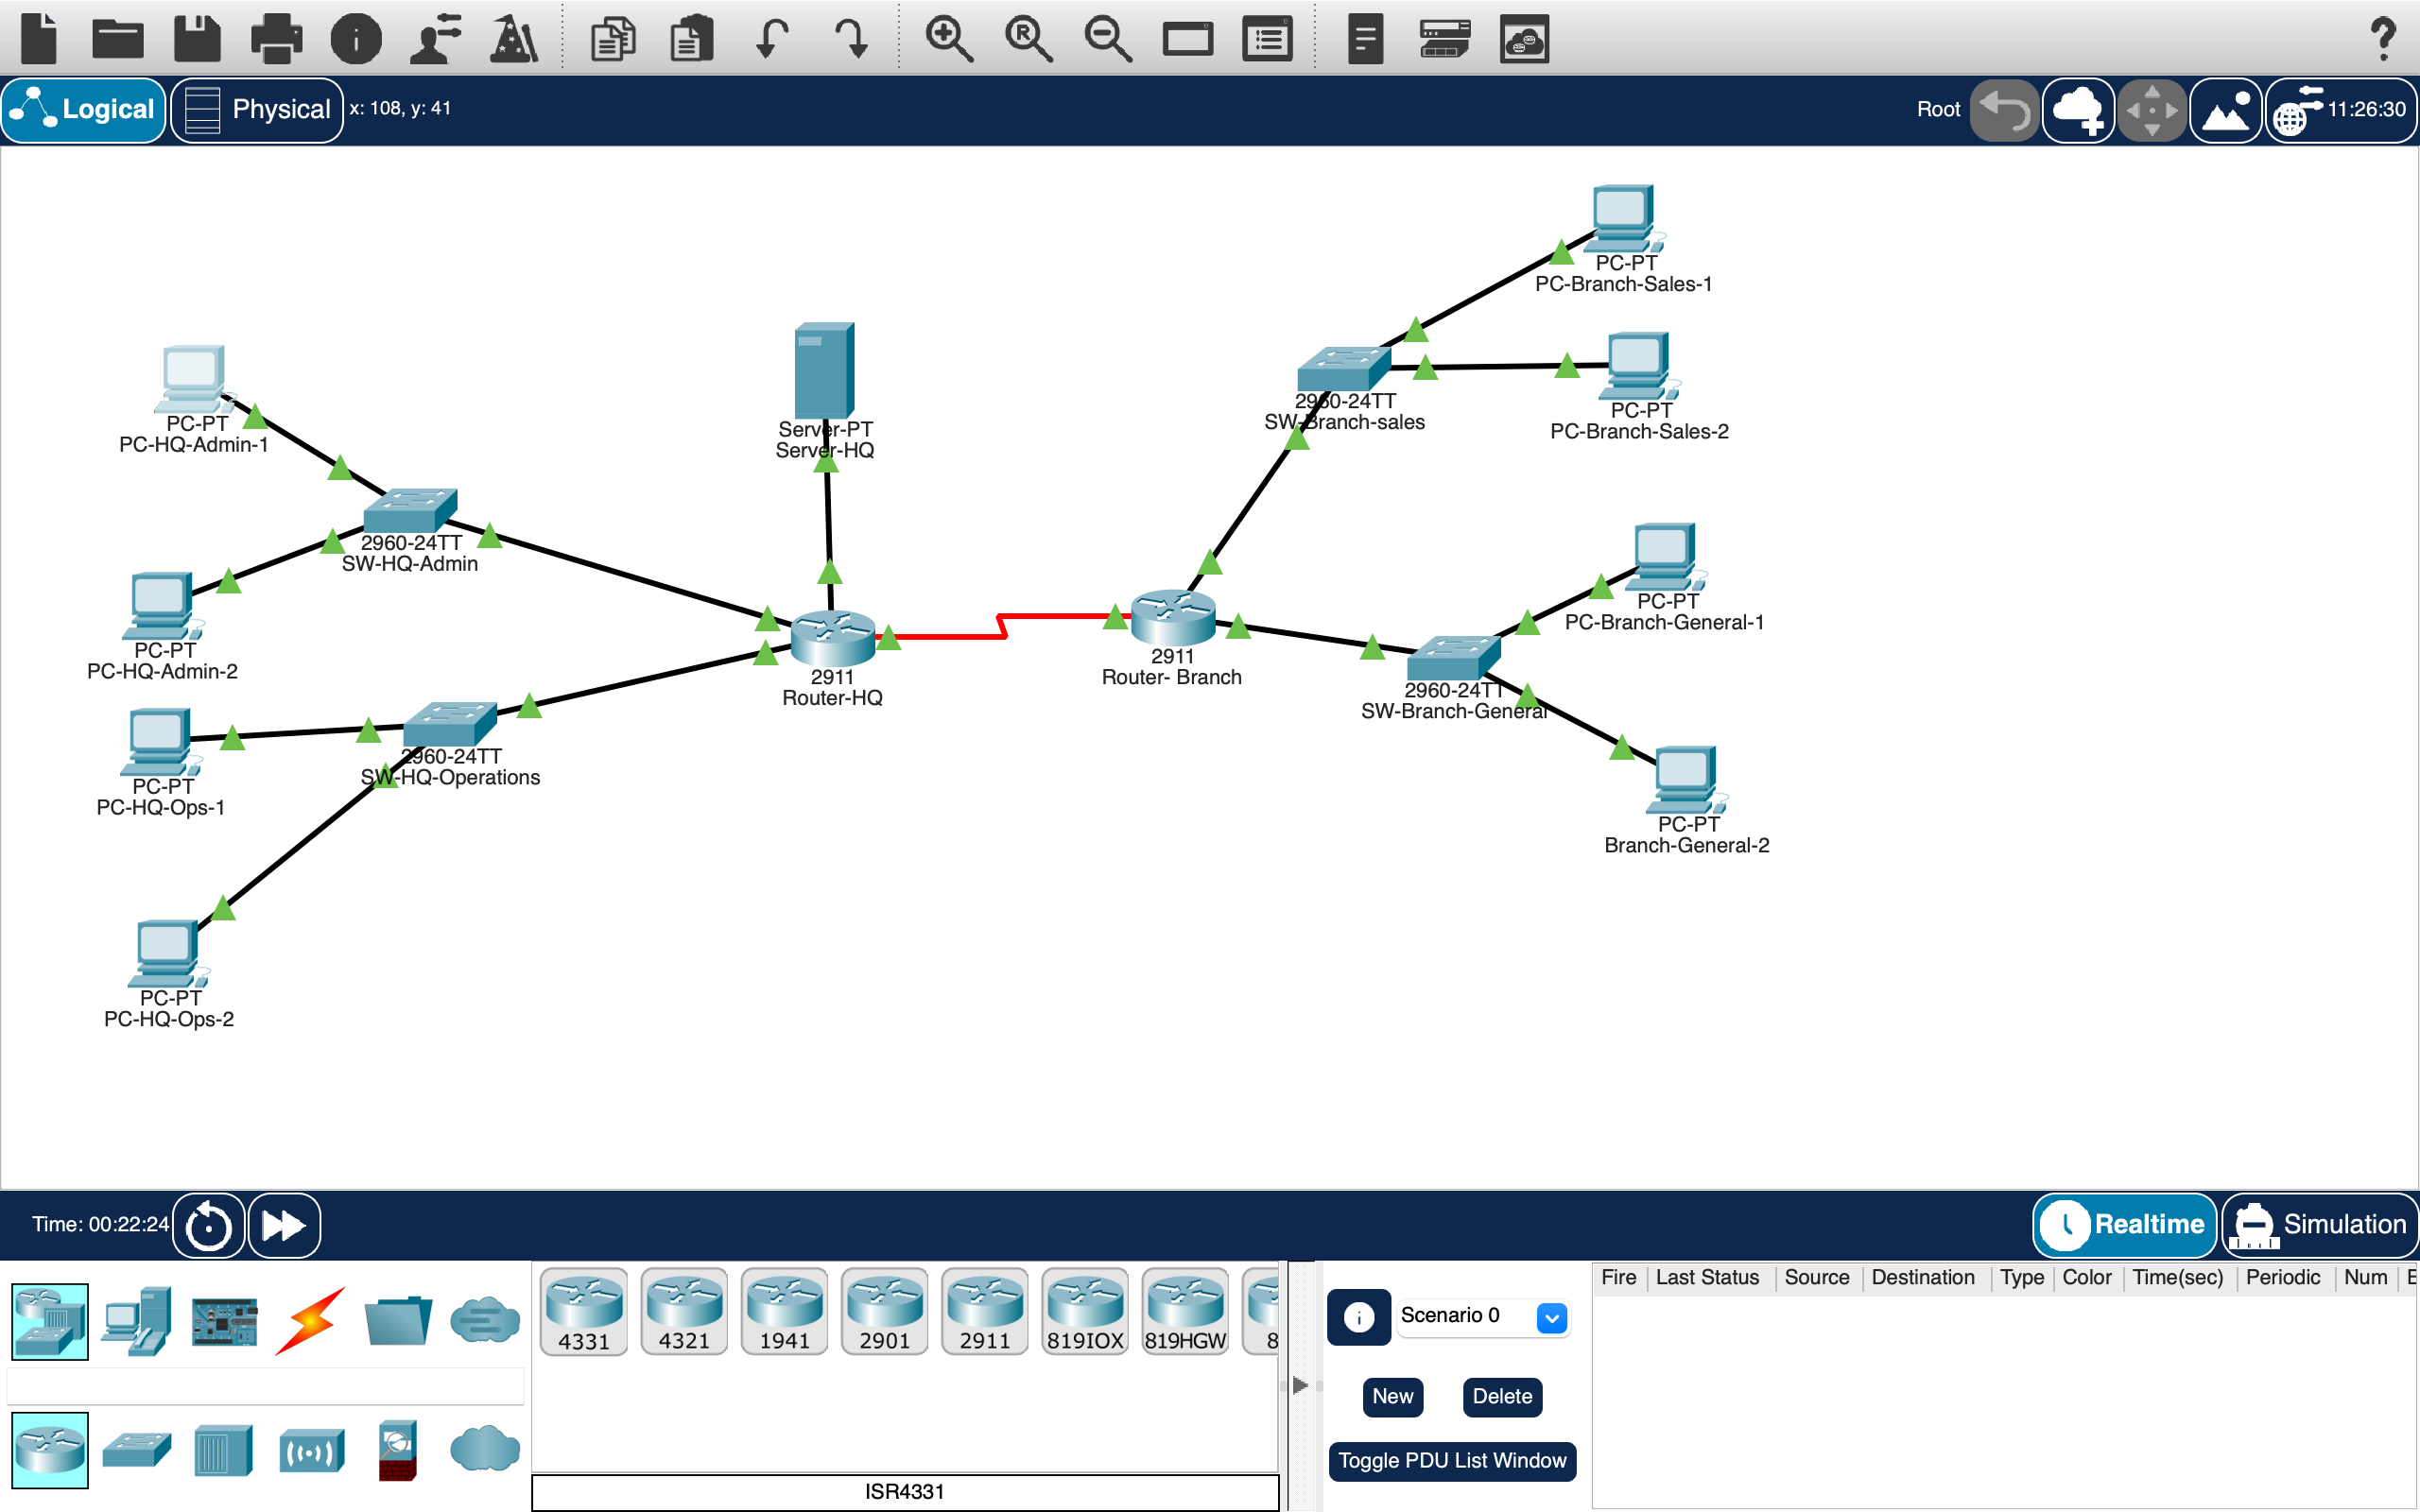 Logical
Physical
x: 108, y: 41
Root
11:26:30
PC-PT
PC-Branch-Sales-1
PC-PT
PC-HQ-Admin-1
Server-PT
Server-HQ
2960-24TT
SW-Branch-sales
PC-PT
PC-Branch-Sales-2
2960-24TT
SW-HQ-Admin
PC-PT
PC-HQ-Admin-2
2911
Router-HQ
2911
Router- Branch
PC-PT
PC-Branch-General-1
2960-24TT
SW-Branch-General
2960-24TT
SW-HQ-Operations
PC-PT
PC-HQ-Ops-1
PC-PT
Branch-General-2
PC-PT
PC-HQ-Ops-2
Time: 00:22:24
Realtime
Simulation
4331
4321
1941
2901
2911
819IOX
819HGW
8
ISR4331
Scenario 0
New
Delete
Toggle PDU List Window
Fire Last Status Source Destination Type Color Time(sec) Periodic Num E